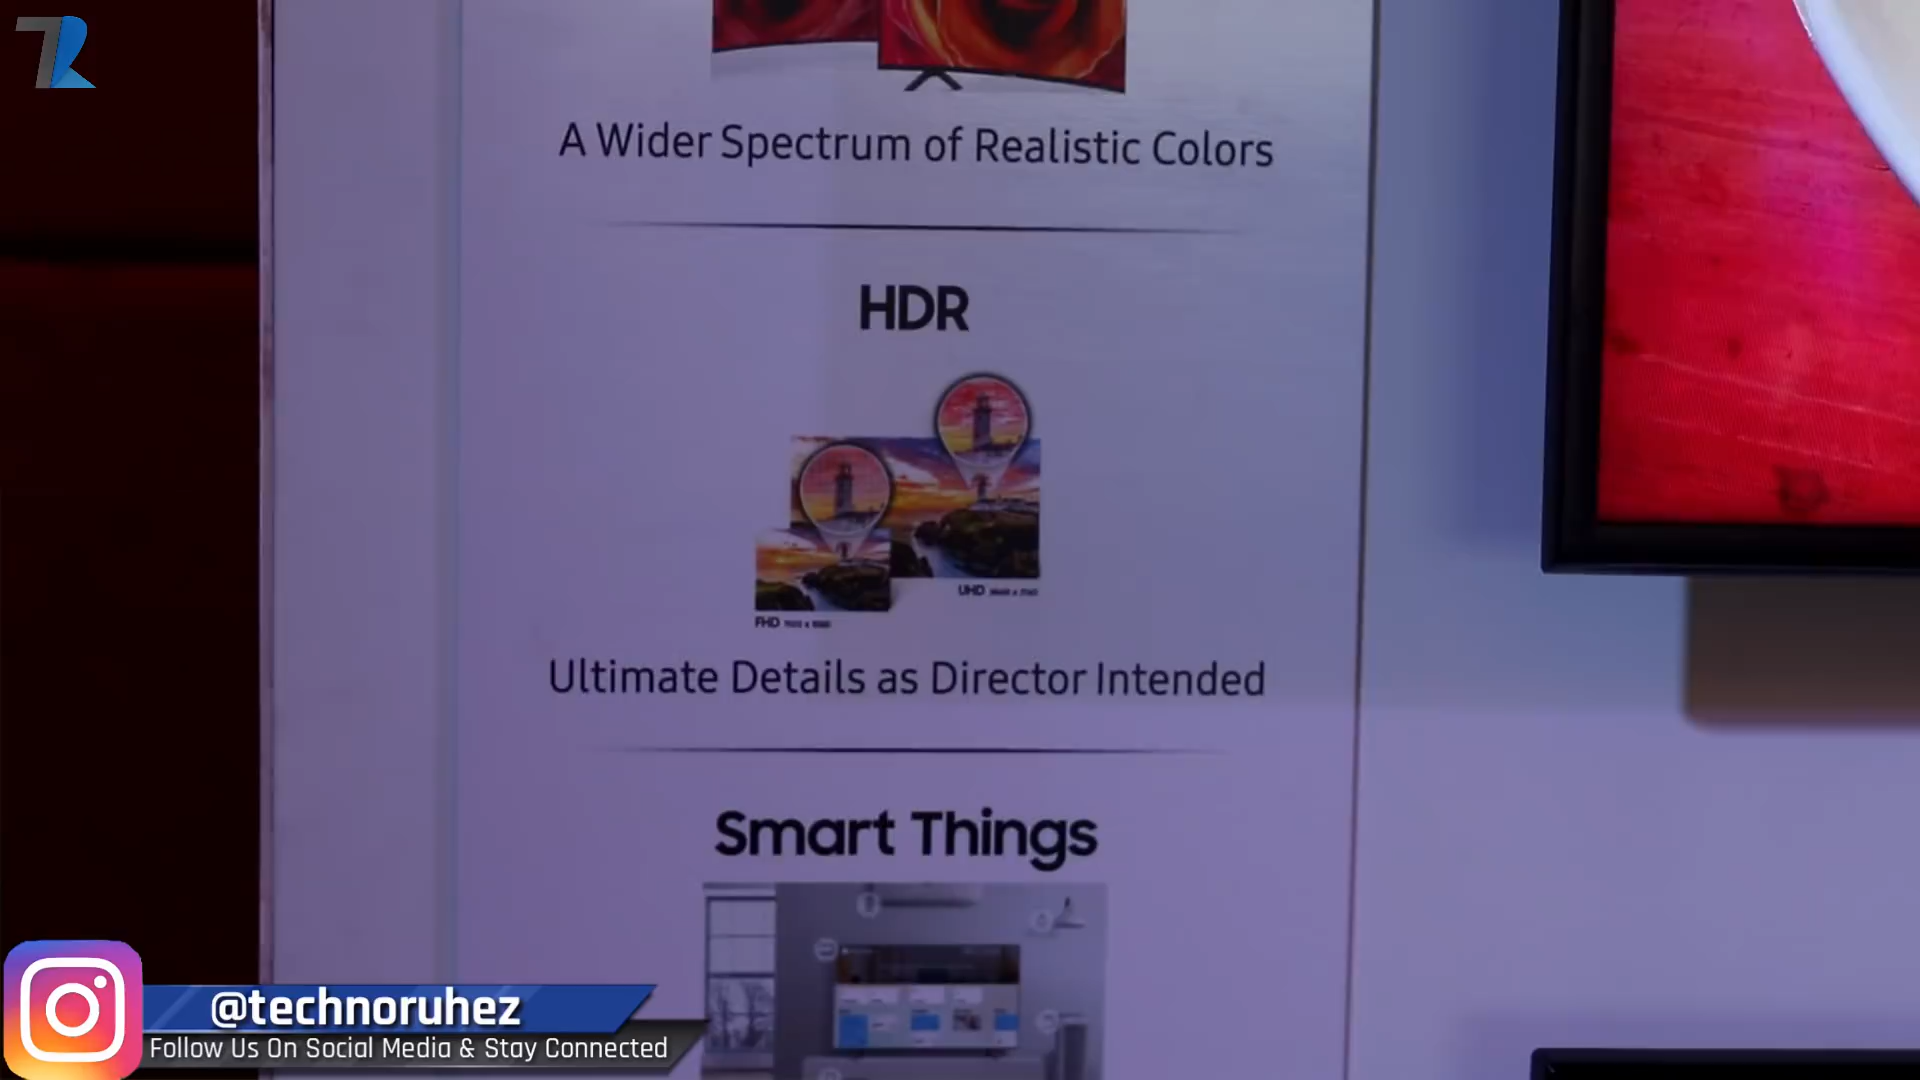 A Wider Spectrum of Realistic Colors
HDR
UHD
FHD
Ultimate Details as Director Intended
Smart Things
@technoruhez
Follow Us On Social Media & Stay Connected